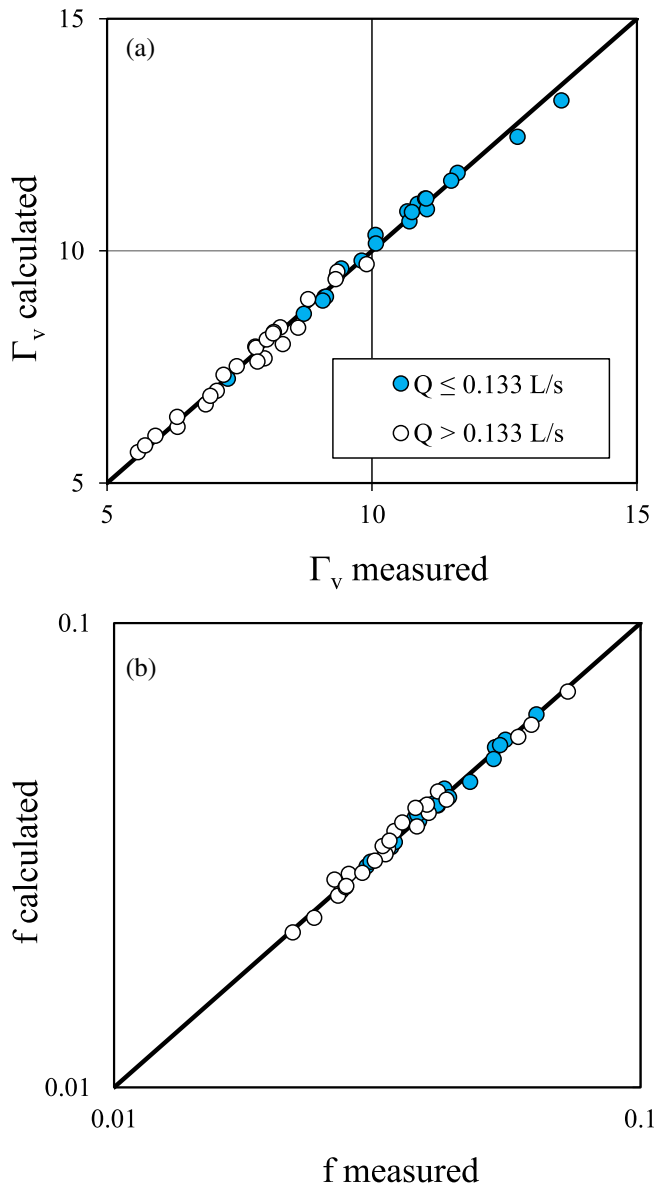 15
(a)
Γv calculated
10
Q ≤ 0.133 L/s
Q > 0.133 L/s
5
5 10 15
Γv measured
0.1
(b)
f calculated
0.01
0.01 0.1
f measured